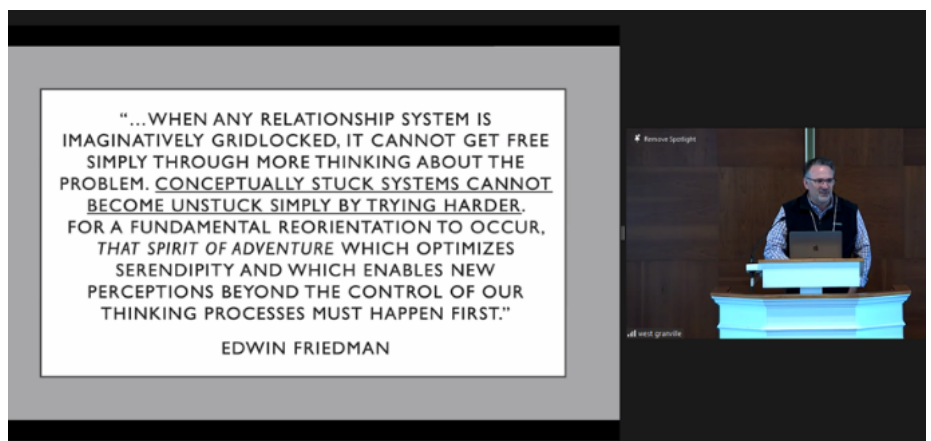 “…WHEN ANY RELATIONSHIP SYSTEM IS
IMAGINATIVELY GRIDLOCKED, IT CANNOT GET FREE
SIMPLY THROUGH MORE THINKING ABOUT THE
PROBLEM. CONCEPTUALLY STUCK SYSTEMS CANNOT
BECOME UNSTUCK SIMPLY BY TRYING HARDER.
FOR A FUNDAMENTAL REORIENTATION TO OCCUR,
THAT SPIRIT OF ADVENTURE WHICH OPTIMIZES
SERENDIPITY AND WHICH ENABLES NEW
PERCEPTIONS BEYOND THE CONTROL OF OUR
THINKING PROCESSES MUST HAPPEN FIRST.”
EDWIN FRIEDMAN
Remove Spotlight
west granville